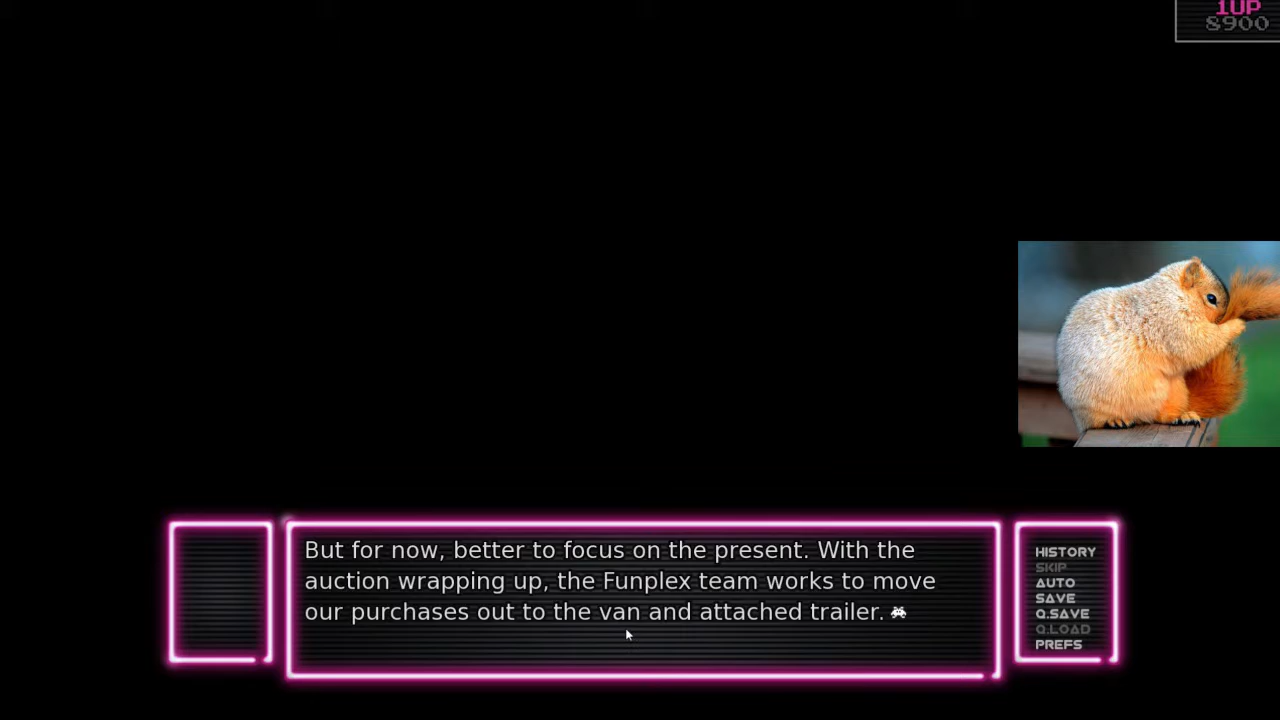 1UP
8900
But for now, better to focus on the present. With the
auction wrapping up, the Funplex team works to move
our purchases out to the van and attached trailer.
HISTORY
SKIP
AUTO
SAVE
Q.SAVE
Q.LOAD
PREFS